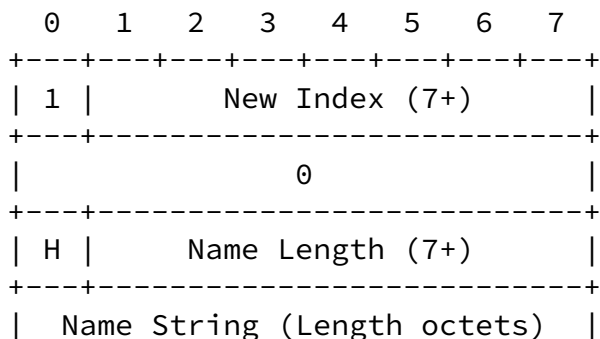 0   1   2   3   4   5   6   7
+---+---+---+---+---+---+---+---+
| 1 |      New Index (7+)       |
+---+---------------------------+
|               0               |
+---+---------------------------+
| H |     Name Length (7+)      |
+---+---------------------------+
|  Name String (Length octets)  |